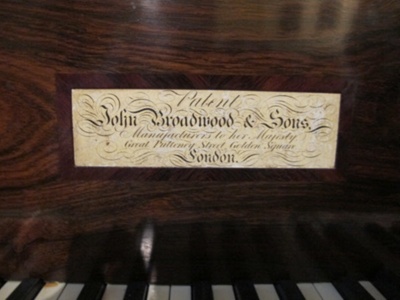 Patent
John Broadwood & Sons,
Manufacturers to her Majesty
Great Pulteney Street Golden Square
London.